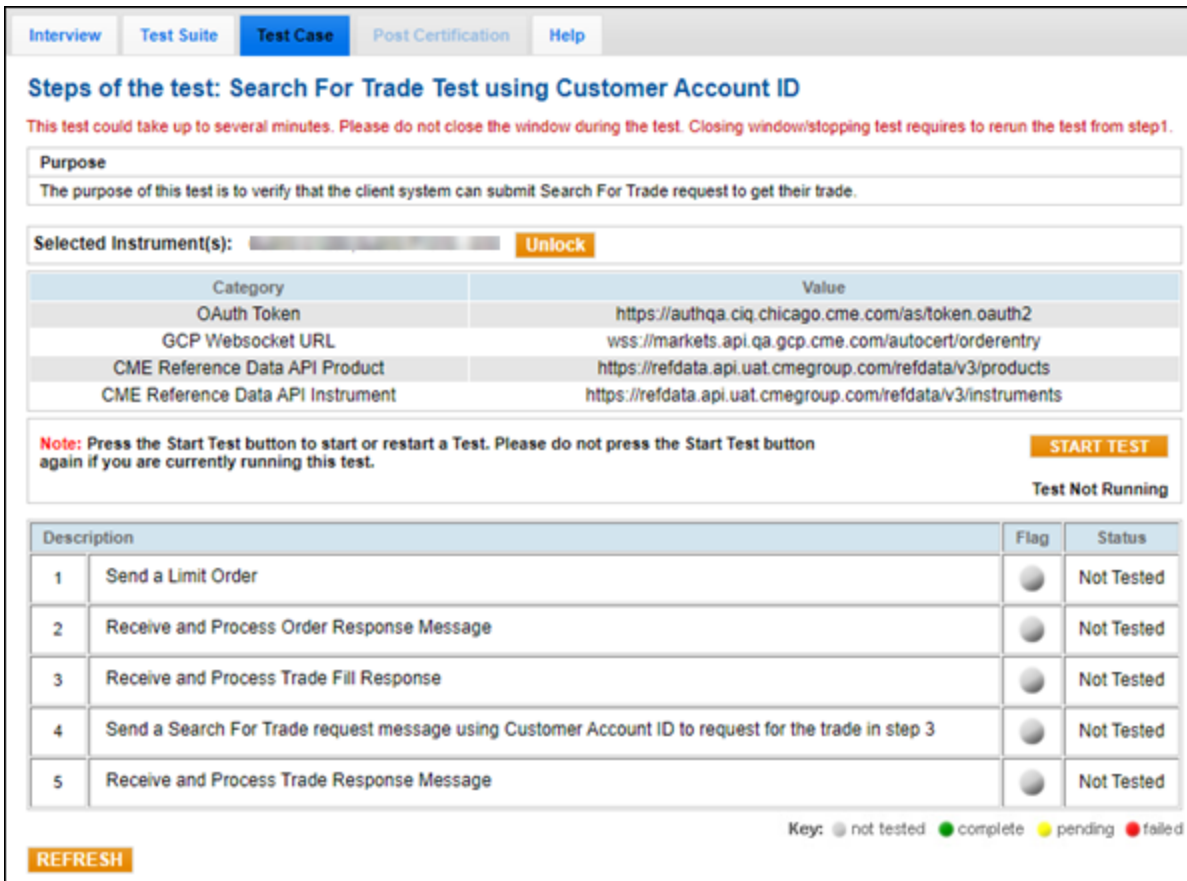 Interview Test Suite Test Case Post Certification Help
Steps of the test: Search For Trade Test using Customer Account ID
This test could take up to several minutes. Please do not close the window during the test. Closing window/stopping test requires to rerun the test from step1.
Purpose
The purpose of this test is to verify that the client system can submit Search For Trade request to get their trade.
Selected Instrument(s): Unlock
Category Value
OAuth Token https://authqa.ciq.chicago.cme.com/as/token.oauth2
GCP Websocket URL wss://markets.api.qa.gcp.cme.com/autocert/orderentry
CME Reference Data API Product https://refdata.api.uat.cmegroup.com/refdata/v3/products
CME Reference Data API Instrument https://refdata.api.uat.cmegroup.com/refdata/v3/instruments
Note: Press the Start Test button to start or restart a Test. Please do not press the Start Test button
again if you are currently running this test.
START TEST
Test Not Running
Description Flag Status
1 Send a Limit Order Not Tested
2 Receive and Process Order Response Message Not Tested
3 Receive and Process Trade Fill Response Not Tested
4 Send a Search For Trade request message using Customer Account ID to request for the trade in step 3 Not Tested
5 Receive and Process Trade Response Message Not Tested
Key: not tested complete pending failed
REFRESH